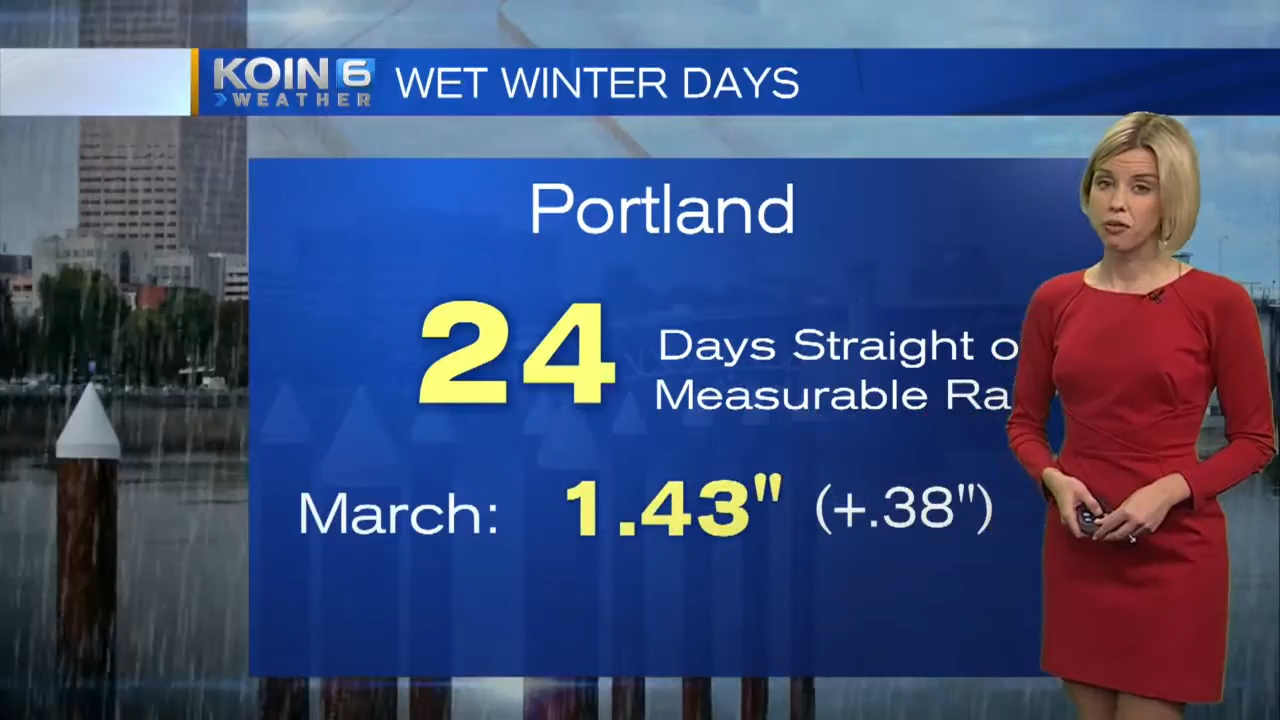 KOIN 6
WEATHER
WET WINTER DAYS
Portland
24
Days Straight o
Measurable Ra
March: 1.43" (+.38")